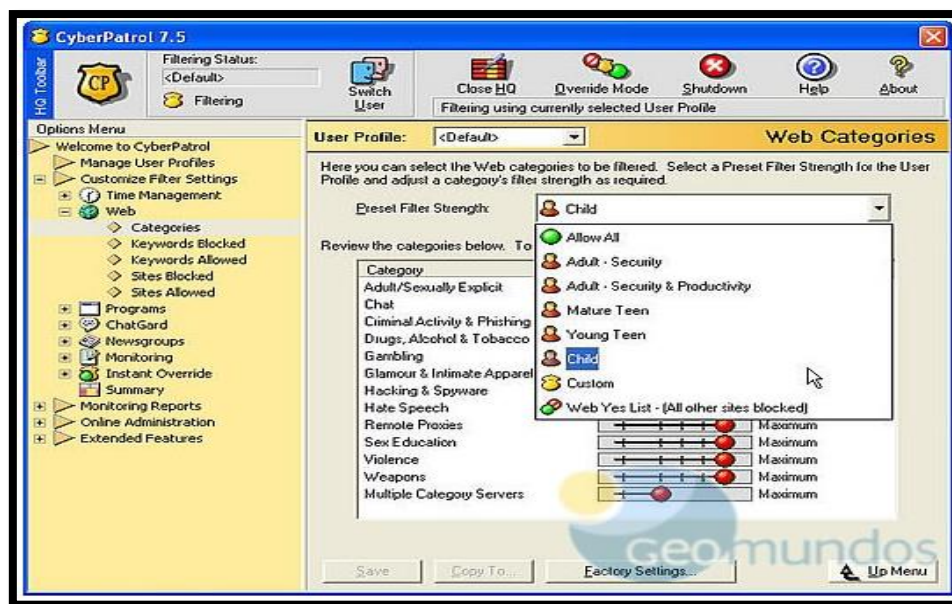 CyberPatrol 7.5
HQ Toolbar
CP
Filtering Status:
<Default>
Filtering
Switch User
Close HQ
Override Mode
Shutdown
Help
About
Filtering using currently selected User Profile
Options Menu
Welcome to CyberPatrol
Manage User Profiles
Customize Filter Settings
Time Management
Web
Categories
Keywords Blocked
Keywords Allowed
Sites Blocked
Sites Allowed
Programs
ChatGard
Newsgroups
Monitoring
Instant Override
Summary
Monitoring Reports
Online Administration
Extended Features
User Profile:
<Default>
Web Categories
Here you can select the Web categories to be filtered. Select a Preset Filter Strength for the User
Profile and adjust a category's filter strength as required.
Preset Filter Strength:
Child
Allow All
Adult - Security
Adult - Security & Productivity
Mature Teen
Young Teen
Child
Custom
Web Yes List - (All other sites blocked)
Review the categories below. To
Category
Adult/Sexually Explicit
Chat
Criminal Activity & Phishing
Drugs, Alcohol & Tobacco
Gambling
Glamour & Intimate Apparel
Hacking & Spyware
Hate Speech
Remote Proxies Maximum
Sex Education Maximum
Violence Maximum
Weapons Maximum
Multiple Category Servers Maximum
geomundos
Save
Copy To...
Factory Settings...
Up Menu